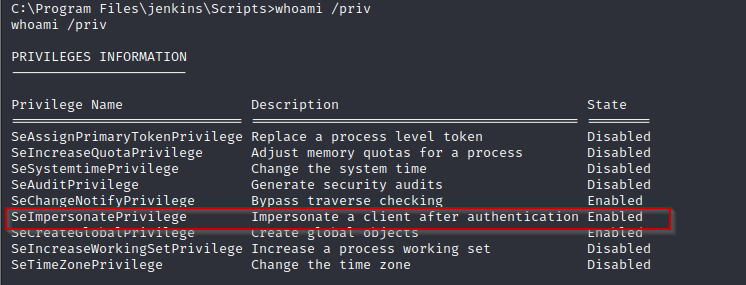 C:\Program Files\jenkins\Scripts>whoami /priv
whoami /priv
PRIVILEGES INFORMATION
Privilege Name Description State
SeAssignPrimaryTokenPrivilege Replace a process level token Disabled
SeIncreaseQuotaPrivilege Adjust memory quotas for a process Disabled
SeSystemtimePrivilege Change the system time Disabled
SeAuditPrivilege Generate security audits Disabled
SeChangeNotifyPrivilege Bypass traverse checking Enabled
SeImpersonatePrivilege Impersonate a client after authentication Enabled
SeCreateGlobalPrivilege Create global objects Enabled
SeIncreaseWorkingSetPrivilege Increase a process working set Disabled
SeTimeZonePrivilege Change the time zone Disabled